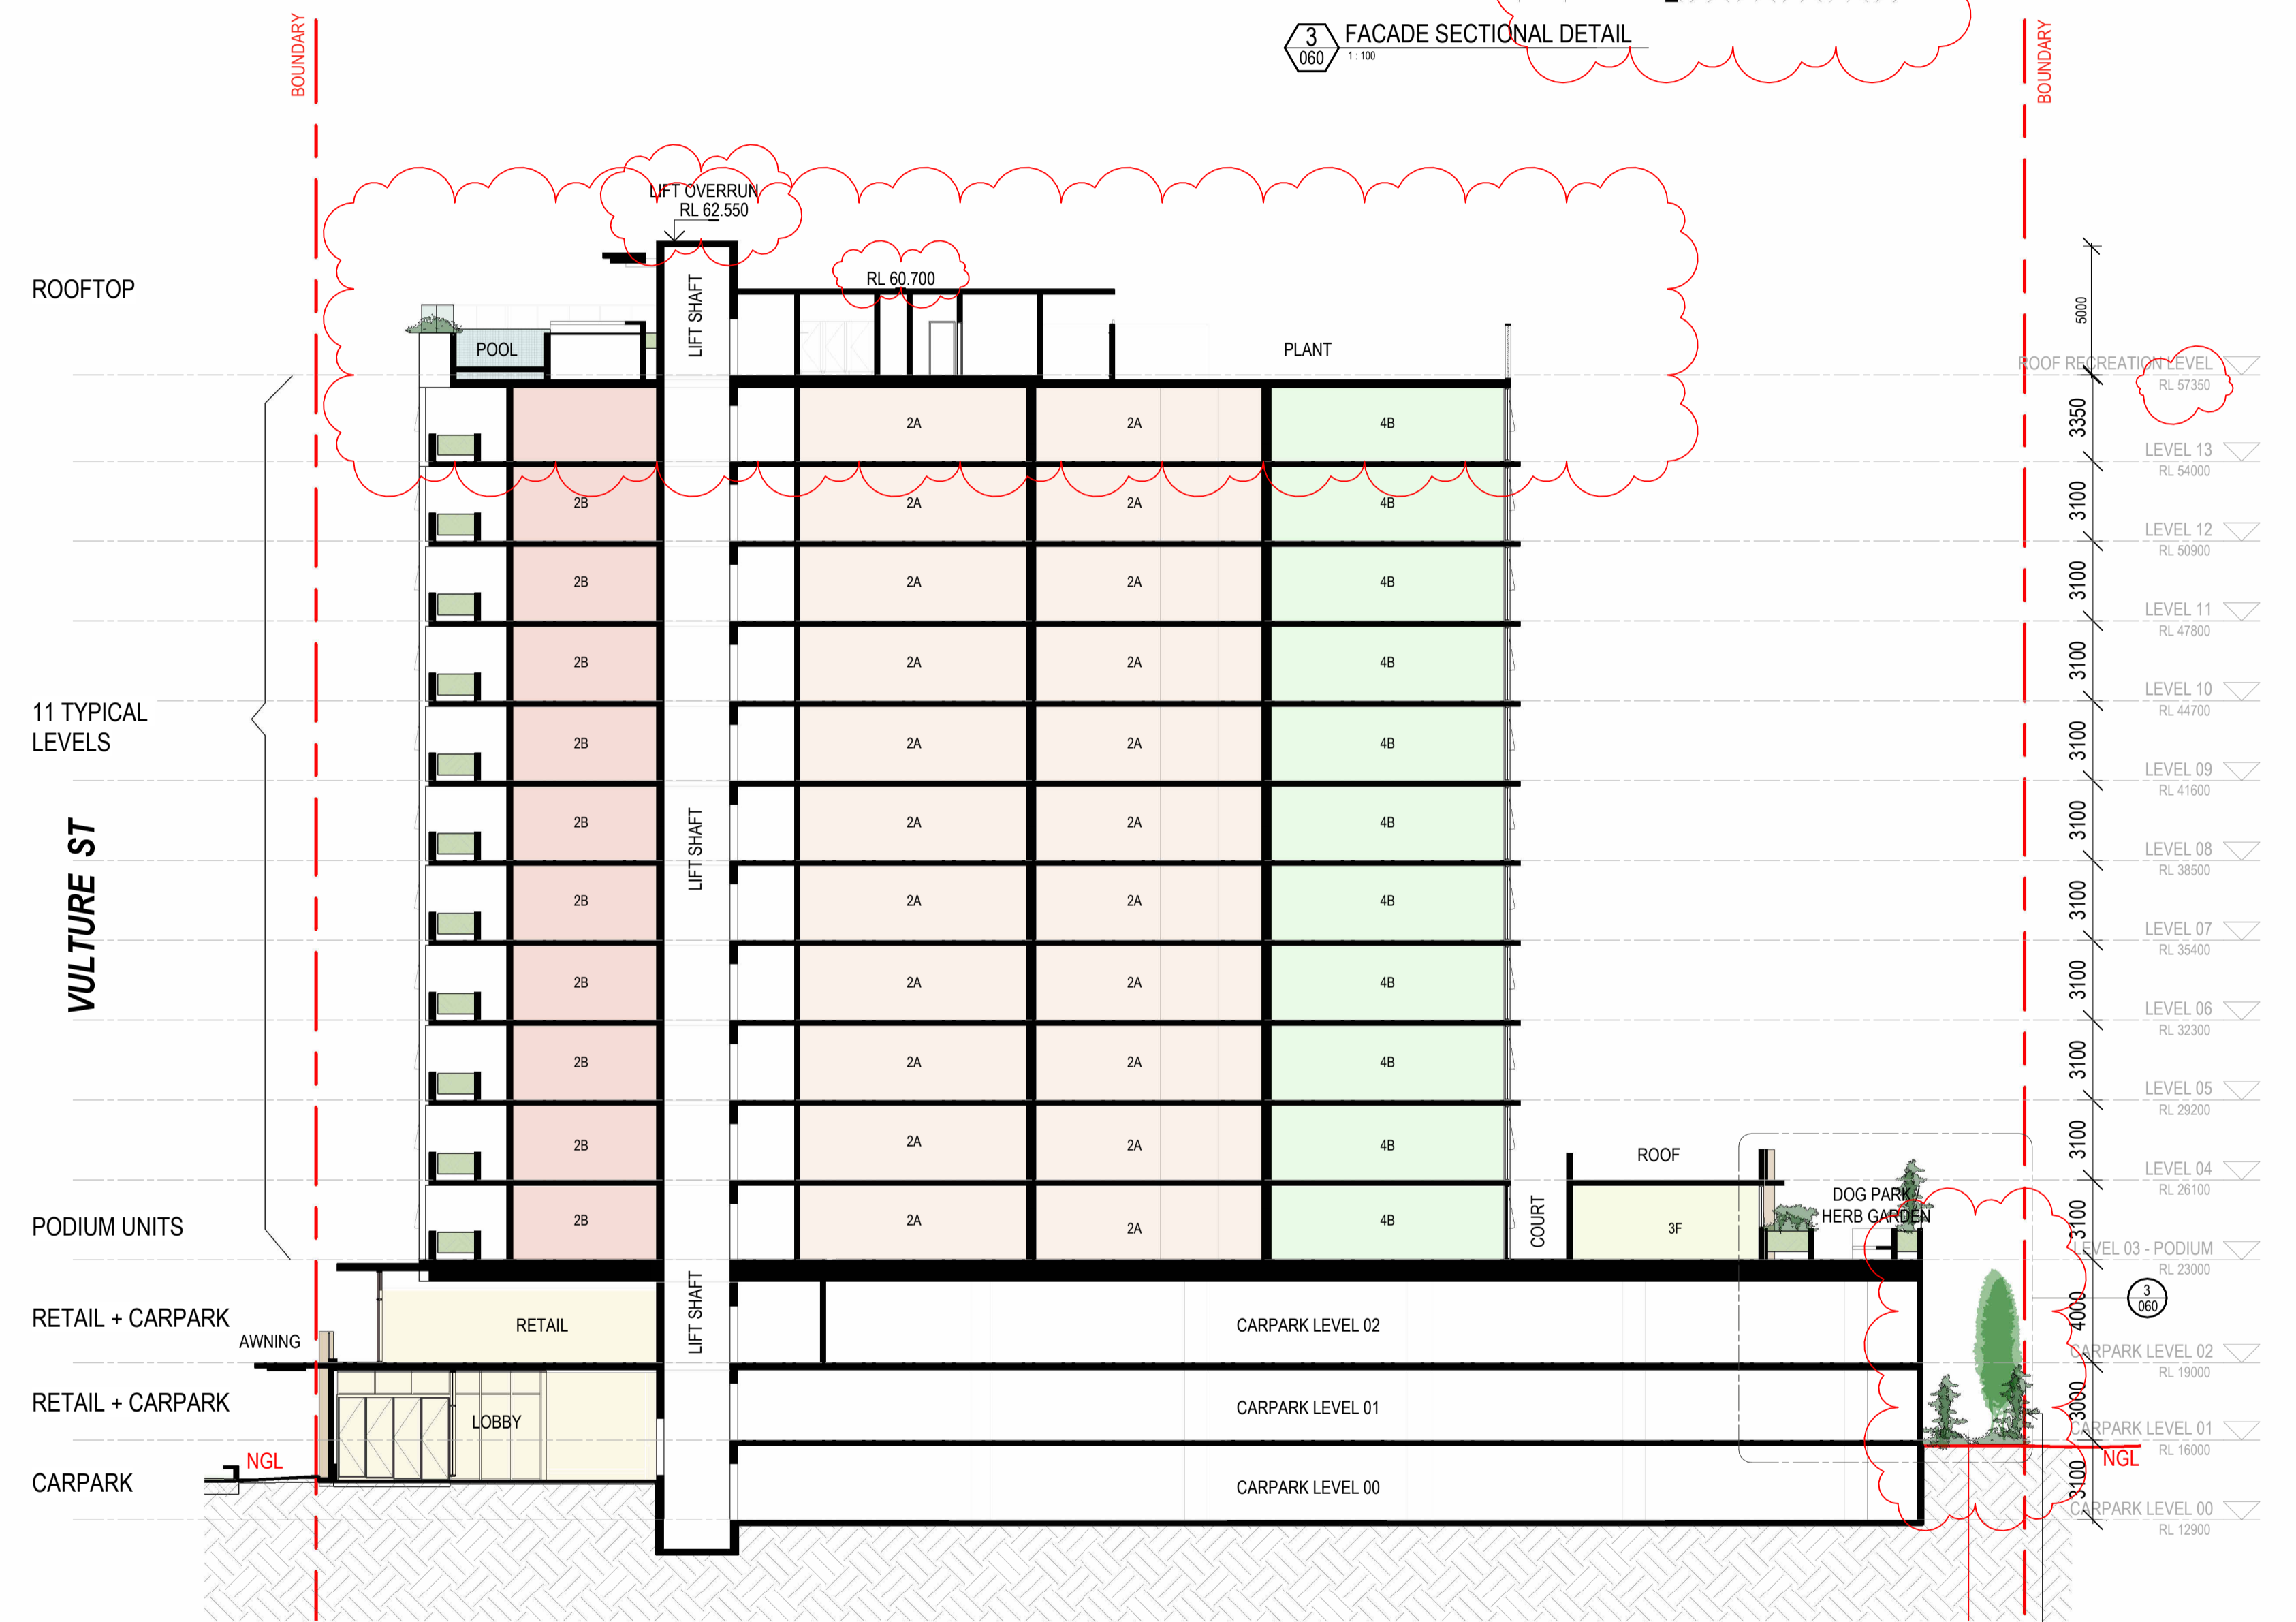 3
060
FACADE SECTIONAL DETAIL
1 : 100
BOUNDARY
BOUNDARY
LIFT OVERRUN
RL 62.550
RL 60.700
ROOFTOP
LIFT SHAFT
POOL
PLANT
5000
ROOF RECREATION LEVEL
RL 57350
2A
2A
4B
3350
LEVEL 13
RL 54000
2B
2A
2A
4B
3100
LEVEL 12
RL 50900
2B
2A
2A
4B
3100
LEVEL 11
RL 47800
2B
2A
2A
4B
3100
LEVEL 10
RL 44700
11 TYPICAL
LEVELS
2B
2A
2A
4B
3100
LEVEL 09
RL 41600
VULTURE ST
2B
LIFT SHAFT
2A
2A
4B
3100
LEVEL 08
RL 38500
2B
2A
2A
4B
3100
LEVEL 07
RL 35400
2B
2A
2A
4B
3100
LEVEL 06
RL 32300
2B
2A
2A
4B
3100
LEVEL 05
RL 29200
2B
2A
2A
4B
ROOF
3100
LEVEL 04
RL 26100
PODIUM UNITS
2B
2A
2A
4B
COURT
3F
DOG PARK
HERB GARDEN
3100
LEVEL 03 - PODIUM
RL 23000
3
060
RETAIL + CARPARK
AWNING
RETAIL
LIFT SHAFT
CARPARK LEVEL 02
4000
CARPARK LEVEL 02
RL 19000
RETAIL + CARPARK
LOBBY
CARPARK LEVEL 01
3000
CARPARK LEVEL 01
RL 16000
NGL
NGL
CARPARK
CARPARK LEVEL 00
3100
CARPARK LEVEL 00
RL 12900